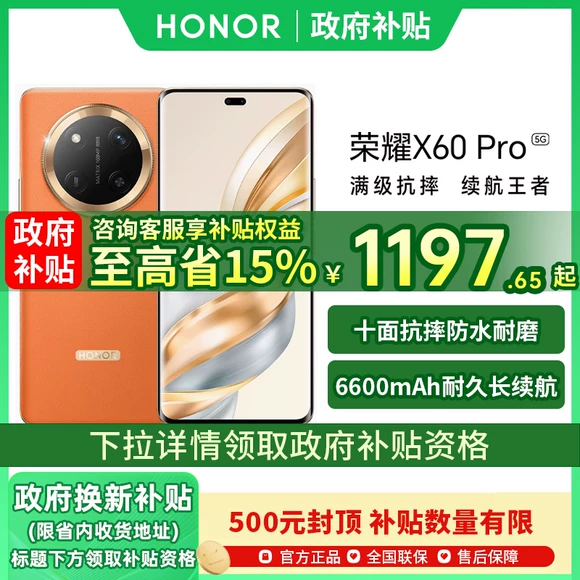 HONOR | 政府补贴
荣耀X60 Pro 5G
满级抗摔 续航王者
政府补贴
咨询客服享补贴权益
至高省15% ¥1197.65起
HONOR
十面抗摔防水耐磨
6600mAh耐久长续航
下拉详情领取政府补贴资格
政府换新补贴
(限省内收货地址)
标题下方领取补贴资格
500元封顶 补贴数量有限
官方正品 全国联保 售后保障